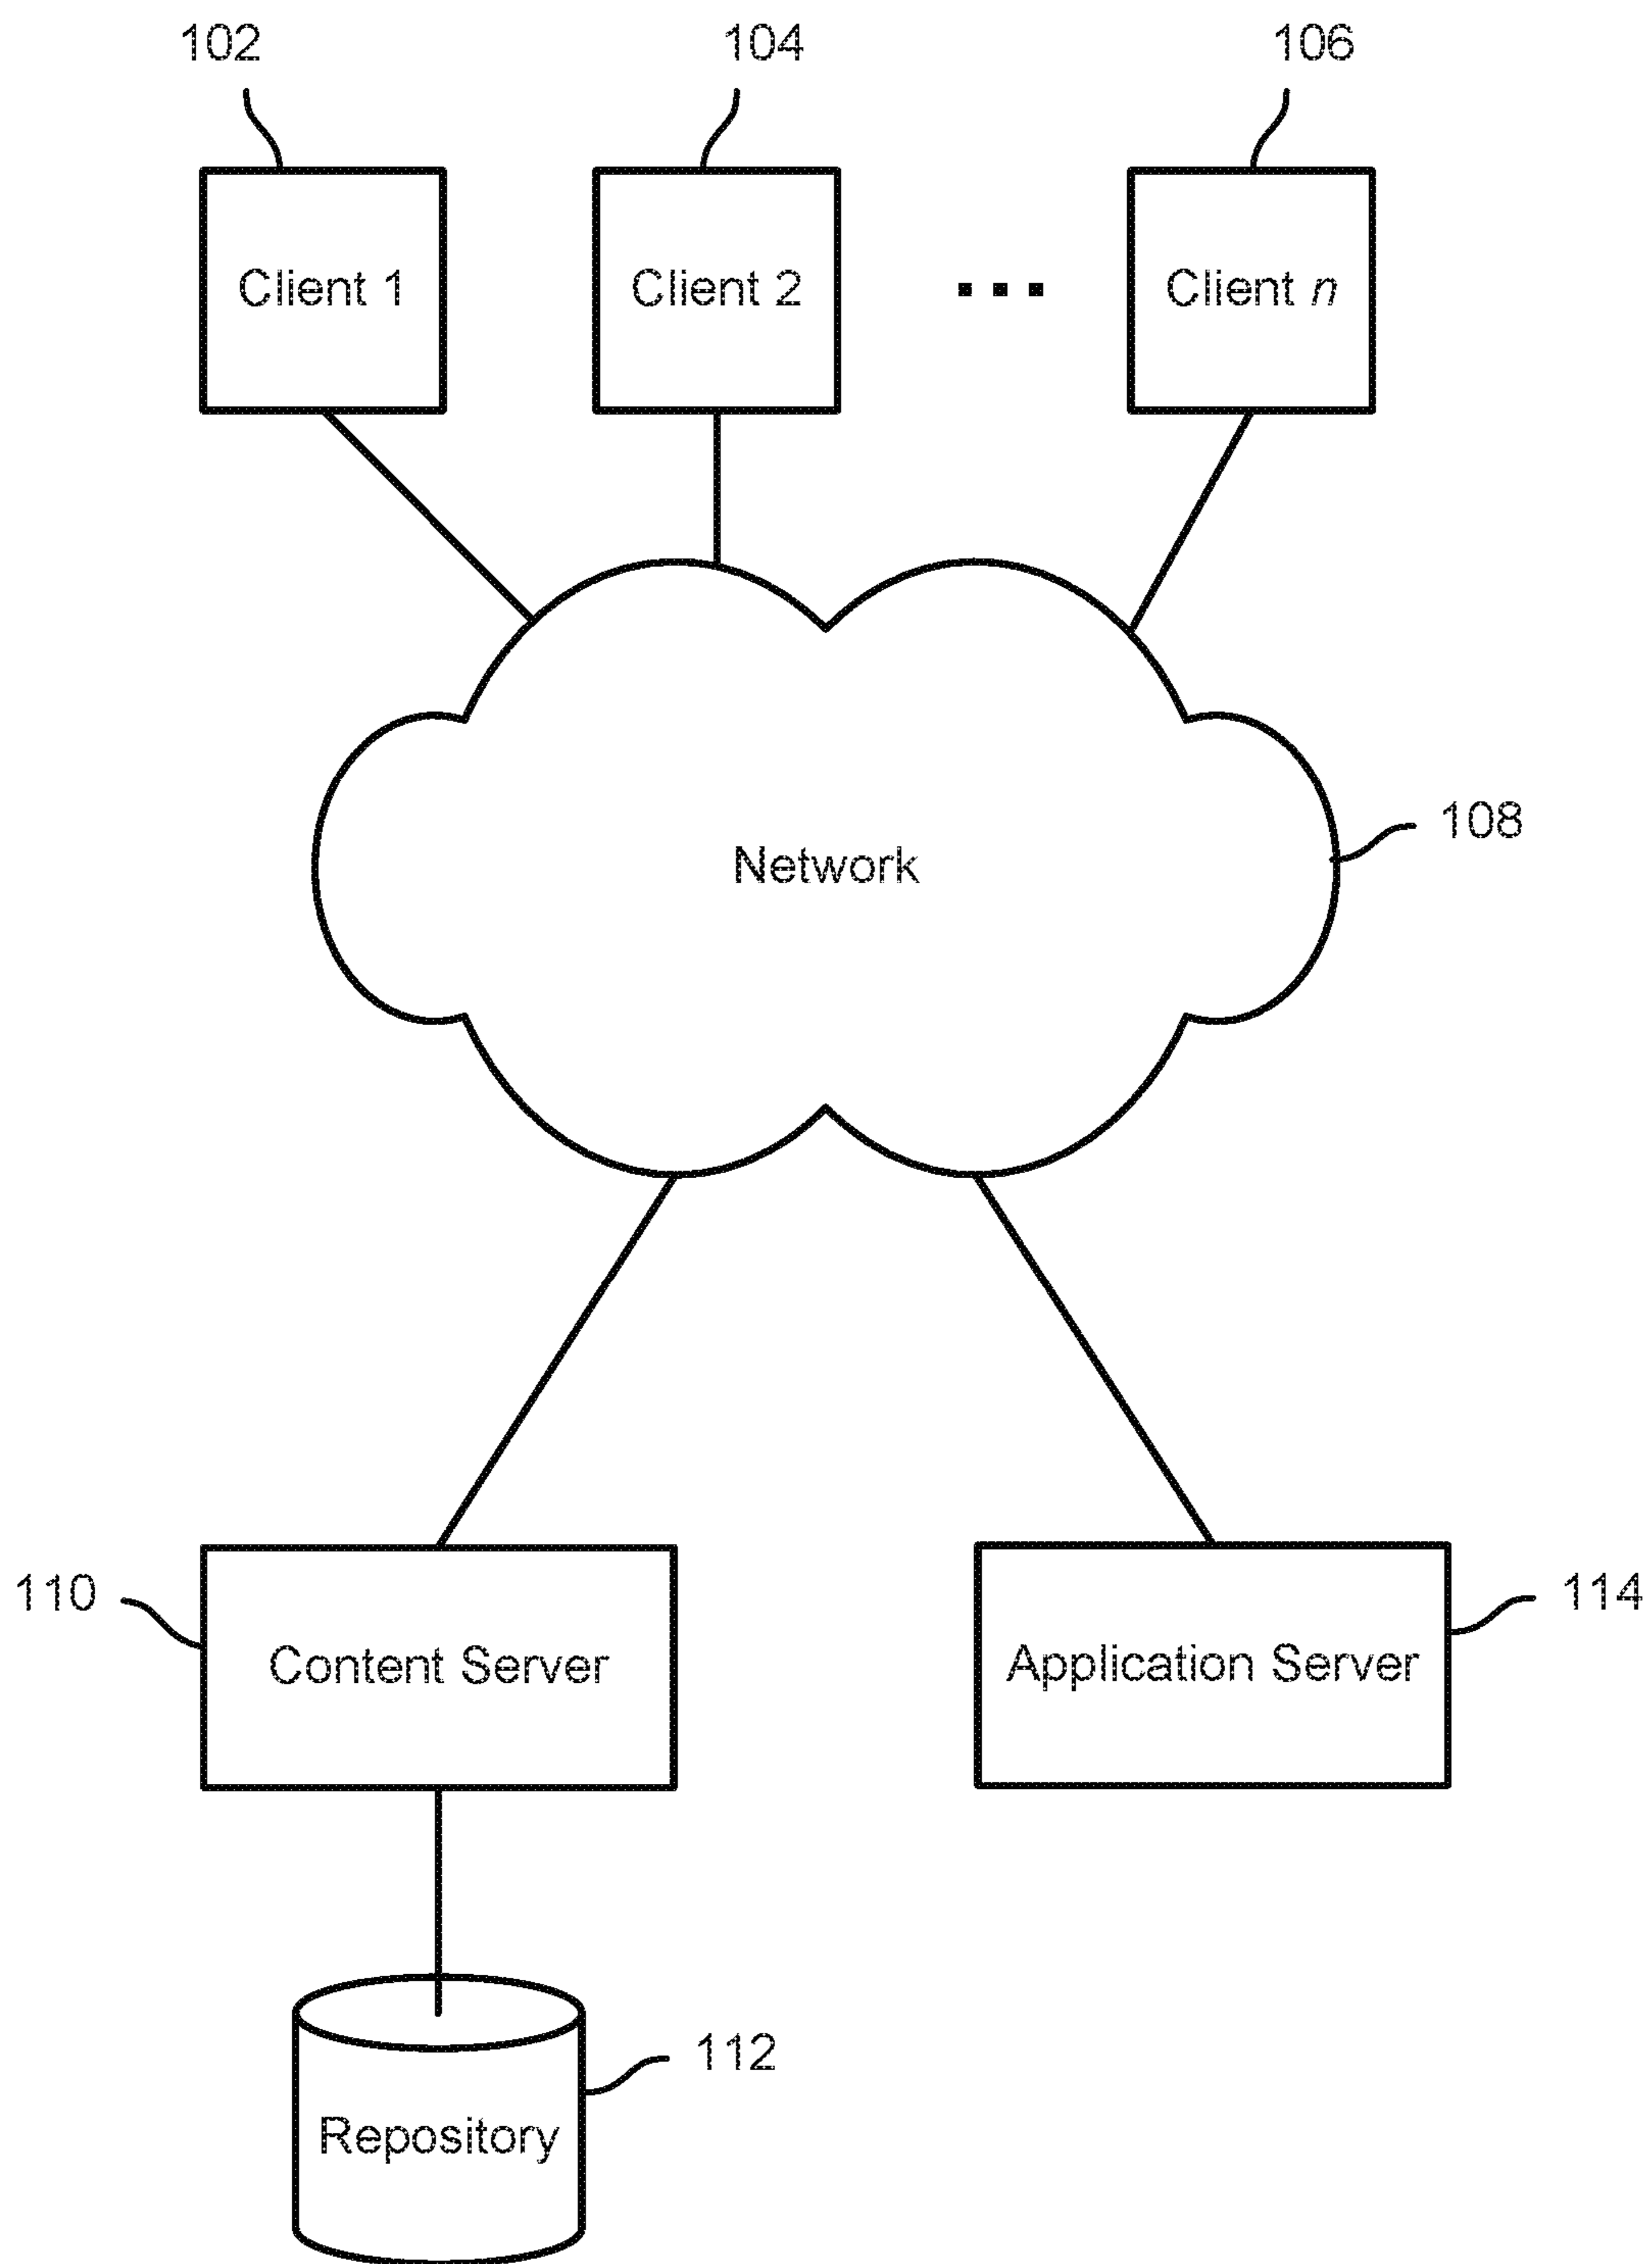 102
104
106
Client 1
Client 2
...
Client n
Network
108
110
Content Server
Application Server
114
112
Repository